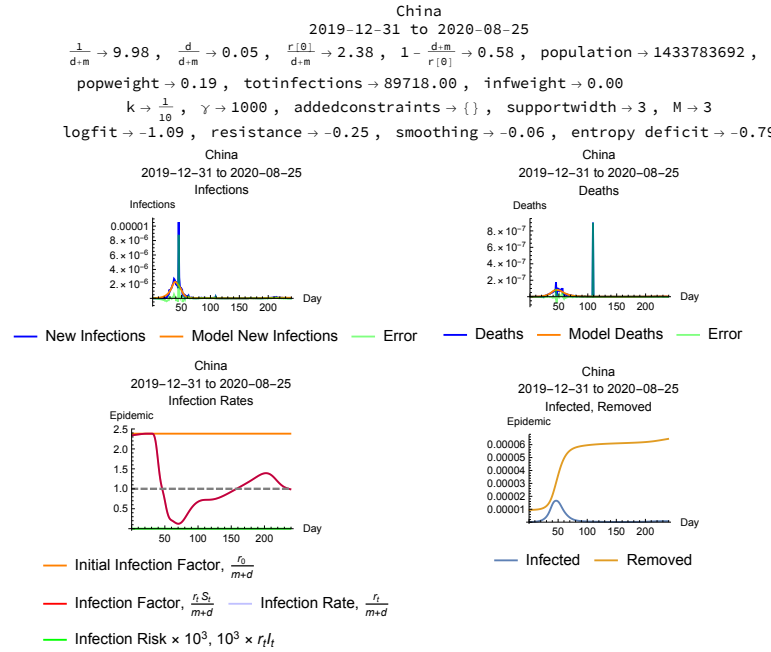 China
2019-12-31 to 2020-08-25
1/(d+m) → 9.98 , d/(d+m) → 0.05 , r[0]/(d+m) → 2.38 , 1 - (d+m)/r[0] → 0.58 , population → 1433783692 ,
popweight → 0.19 , totinfections → 89718.00 , infweight → 0.00
k → 1/10 , γ → 1000 , addedconstraints → {} , supportwidth → 3 , M → 3
logfit → -1.09 , resistance → -0.25 , smoothing → -0.06 , entropy deficit → -0.79
China
2019-12-31 to 2020-08-25
Infections
Infections
0.00001
8. × 10^-6
6. × 10^-6
4. × 10^-6
2. × 10^-6
50 100 150 200
Day
New Infections Model New Infections Error
China
2019-12-31 to 2020-08-25
Deaths
Deaths
8. × 10^-7
6. × 10^-7
4. × 10^-7
2. × 10^-7
50 100 150 200
Day
Deaths Model Deaths Error
China
2019-12-31 to 2020-08-25
Infection Rates
Epidemic
2.5
2.0
1.5
1.0
0.5
50 100 150 200
Day
Initial Infection Factor, r_0/(m+d)
Infection Factor, r_t S_t/(m+d) Infection Rate, r_t/(m+d)
Infection Risk × 10^3, 10^3 × r_t I_t
China
2019-12-31 to 2020-08-25
Infected, Removed
Epidemic
0.00006
0.00005
0.00004
0.00003
0.00002
0.00001
50 100 150 200
Day
Infected Removed